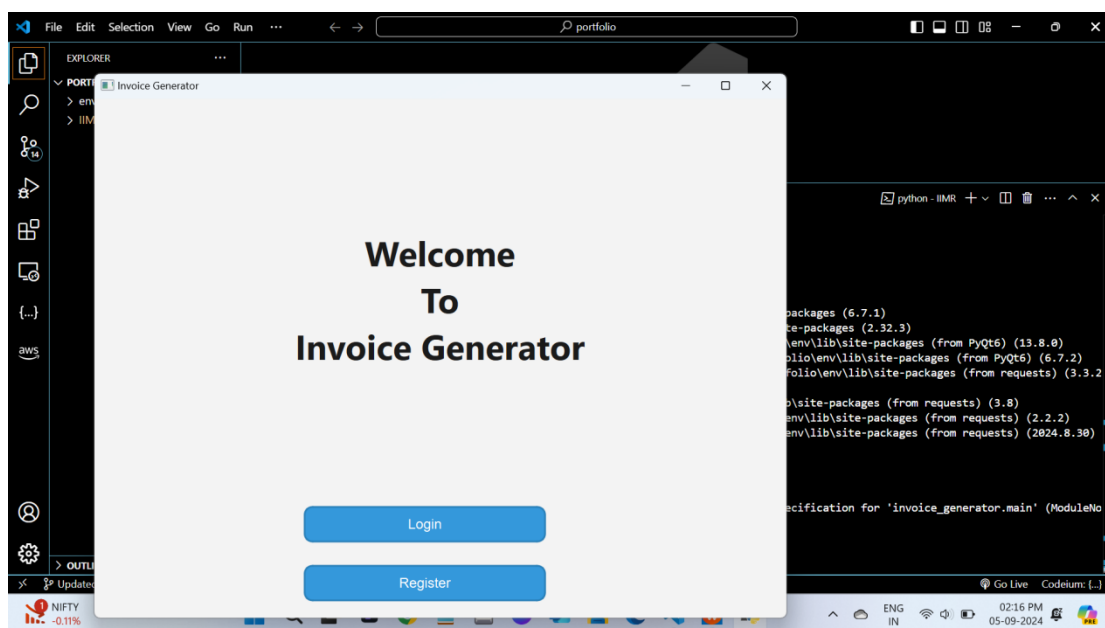 File Edit Selection View Go Run ··· portfolio
EXPLORER ···
PORT
Invoice Generator
env
IIM
14
python - IIMR
Welcome
To
Invoice Generator
{...}
aws
packages (6.7.1)
te-packages (2.32.3)
\env\lib\site-packages (from PyQt6) (13.8.0)
olio\env\lib\site-packages (from PyQt6) (6.7.2)
folio\env\lib\site-packages (from requests) (3.3.2
b\site-packages (from requests) (3.8)
env\lib\site-packages (from requests) (2.2.2)
env\lib\site-packages (from requests) (2024.8.30)
ecification for 'invoice_generator.main' (ModuleNo
Login
Register
OUTLI
Updated
Go Live Codeium: {...}
1
NIFTY
-0.11%
ENG
IN
02:16 PM
05-09-2024
PRE